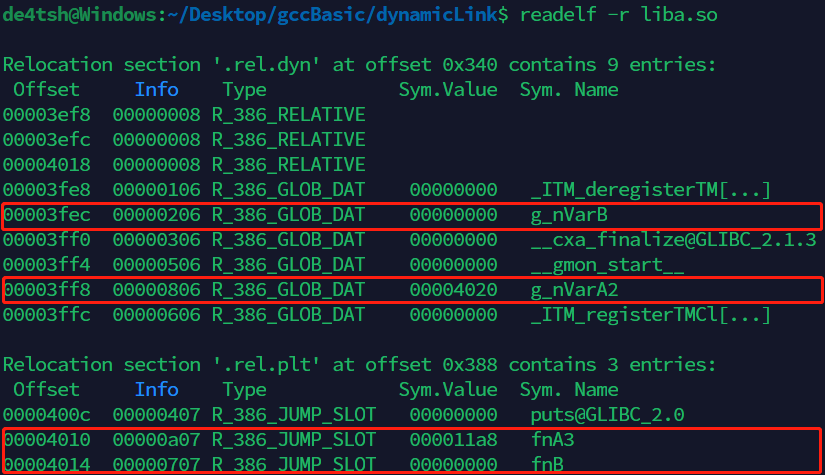 de4tsh@Windows:~/Desktop/gccBasic/dynamicLink$ readelf -r liba.so
Relocation section '.rel.dyn' at offset 0x340 contains 9 entries:
Offset Info Type Sym.Value Sym. Name
00003ef8 00000008 R_386_RELATIVE
00003efc 00000008 R_386_RELATIVE
00004018 00000008 R_386_RELATIVE
00003fe8 00000106 R_386_GLOB_DAT 00000000 _ITM_deregisterTM[...]
00003fec 00000206 R_386_GLOB_DAT 00000000 g_nVarB
00003ff0 00000306 R_386_GLOB_DAT 00000000 __cxa_finalize@GLIBC_2.1.3
00003ff4 00000506 R_386_GLOB_DAT 00000000 __gmon_start__
00003ff8 00000806 R_386_GLOB_DAT 00004020 g_nVarA2
00003ffc 00000606 R_386_GLOB_DAT 00000000 _ITM_registerTMCl[...]
Relocation section '.rel.plt' at offset 0x388 contains 3 entries:
Offset Info Type Sym.Value Sym. Name
0000400c 00000407 R_386_JUMP_SLOT 00000000 puts@GLIBC_2.0
00004010 00000a07 R_386_JUMP_SLOT 000011a8 fnA3
00004014 00000707 R_386_JUMP_SLOT 00000000 fnB